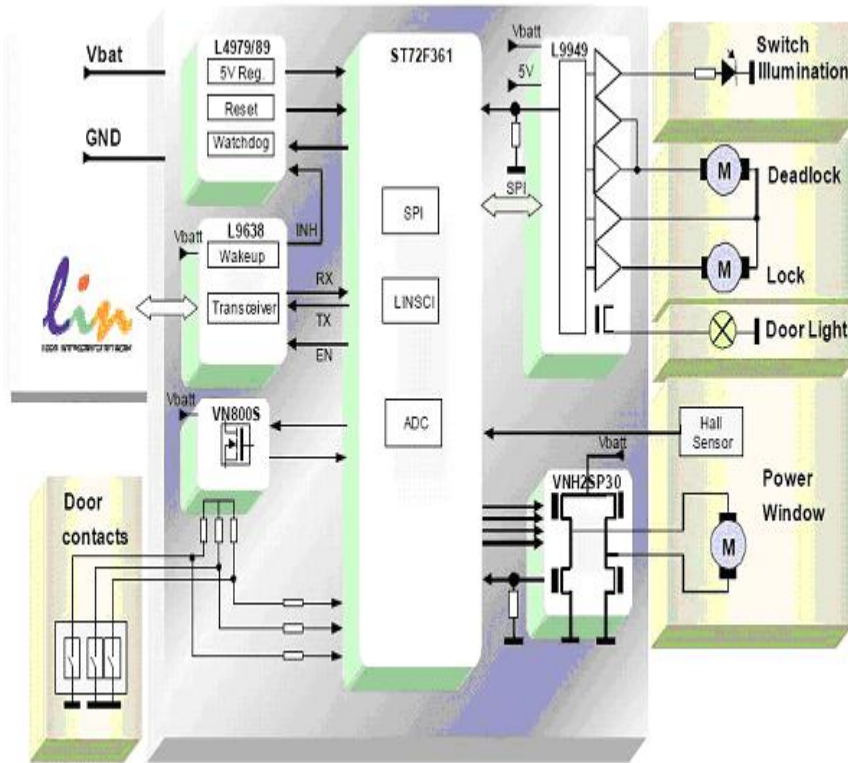 Vbat
GND
L4979/89
5V Reg.
Reset
Watchdog
ST72F361
Vbatt
L9949
5V
Switch
Illumination
M
Deadlock
SPI
M
Lock
Door Light
SPI
LINSCI
ADC
INH
L9638
Vbatt
Wakeup
Transceiver
RX
TX
EN
lin
Vbatt
VN800S
Hall
Sensor
Vbatt
VNH2SP30
Power
Window
M
Door
contacts